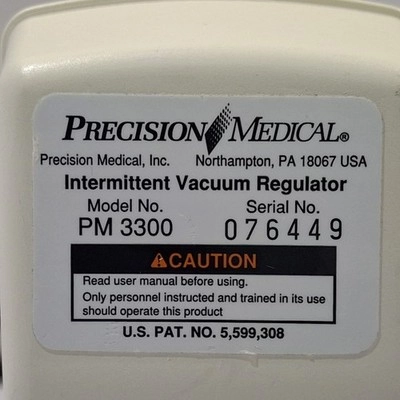 PRECISION MEDICAL®
Precision Medical, Inc. Northampton, PA 18067 USA
Intermittent Vacuum Regulator
Model No. Serial No.
PM 3300 076449
⚠CAUTION
Read user manual before using.
Only personnel instructed and trained in its use
should operate this product
U.S. PAT. NO. 5,599,308